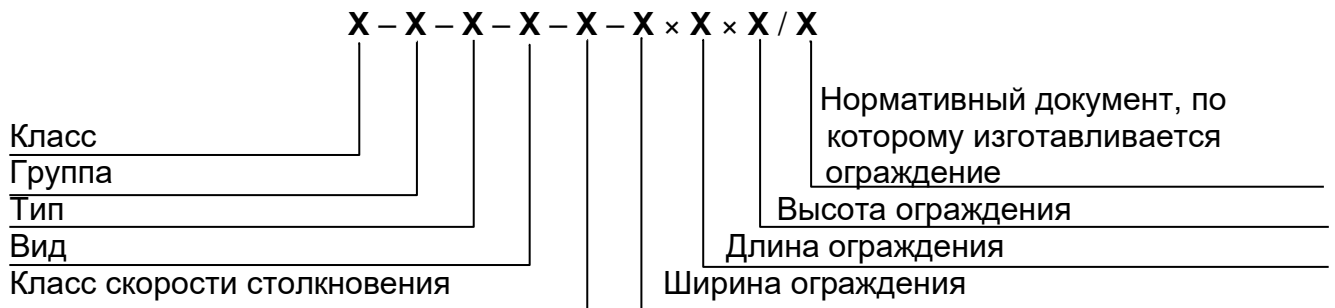 X – X – X – X – X – X × X × X / X
Нормативный документ, по
Класс
которому изготавливается
Группа
ограждение
Тип
Высота ограждения
Вид
Длина ограждения
Класс скорости столкновения
Ширина ограждения